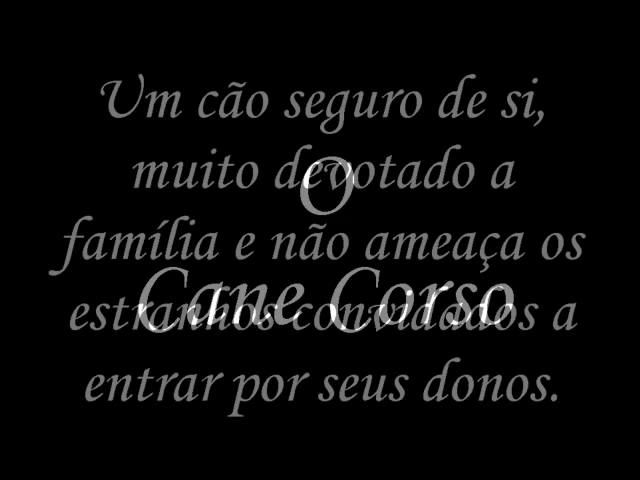 Um cão seguro de si,
muito devotado a
O
família e não ameaça os
Cane Corso
estranhos convidados a
entrar por seus donos.